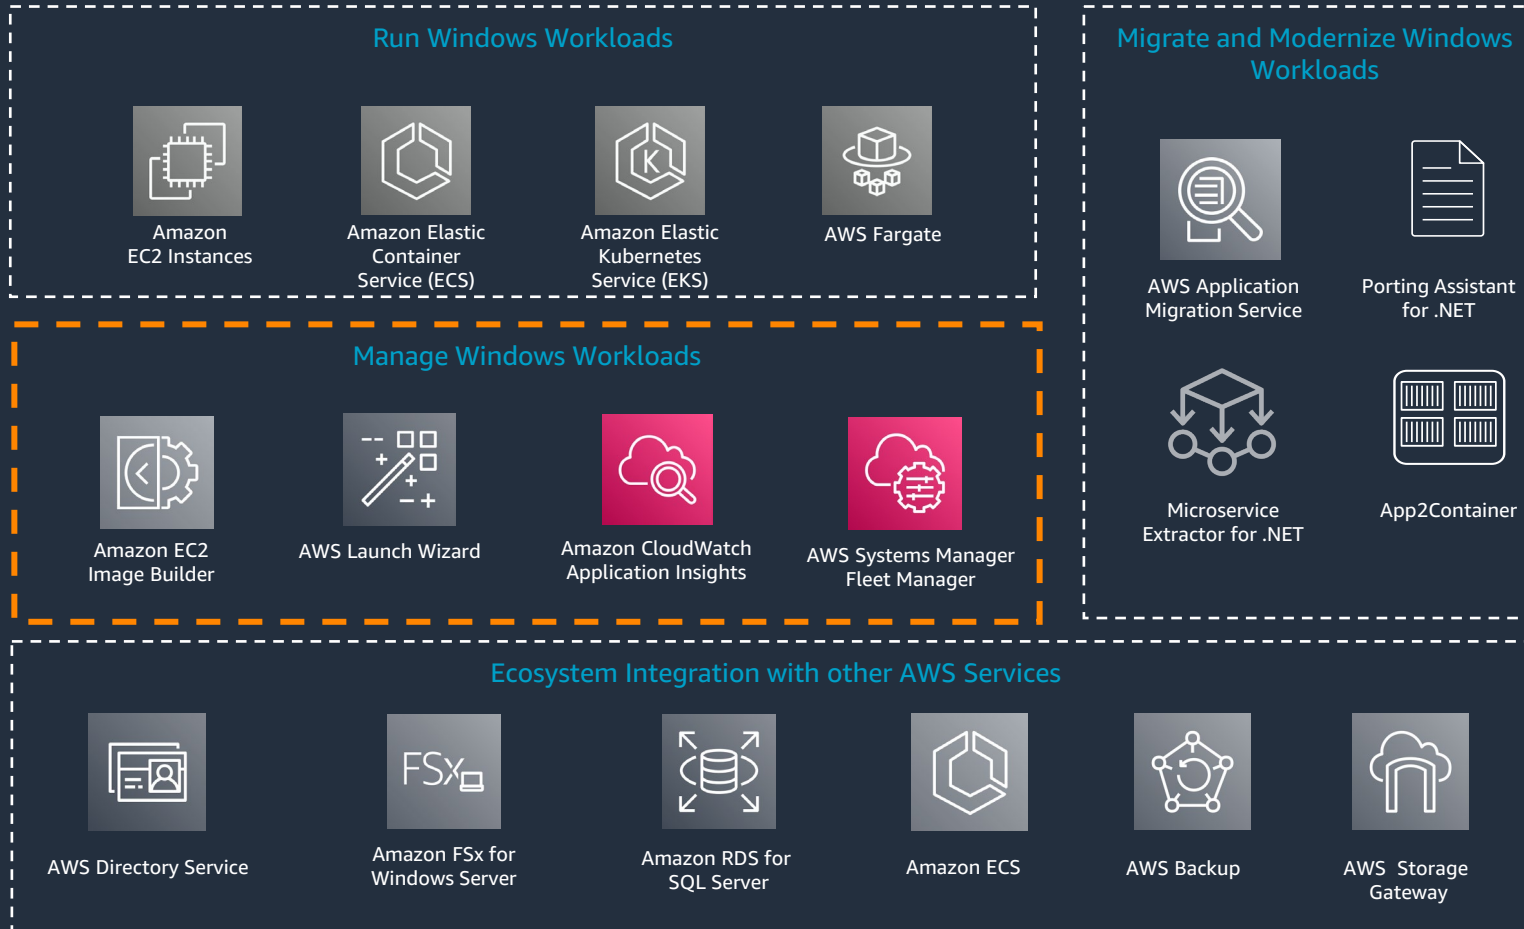 Run Windows Workloads
Amazon
EC2 Instances
Amazon Elastic
Container
Service (ECS)
K
Amazon Elastic
Kubernetes
Service (EKS)
AWS Fargate
Migrate and Modernize Windows
Workloads
AWS Application
Migration Service
Porting Assistant
for .NET
Microservice
Extractor for .NET
App2Container
Manage Windows Workloads
Amazon EC2
Image Builder
AWS Launch Wizard
Amazon CloudWatch
Application Insights
AWS Systems Manager
Fleet Manager
Ecosystem Integration with other AWS Services
AWS Directory Service
FSx
Amazon FSx for
Windows Server
Amazon RDS for
SQL Server
Amazon ECS
AWS Backup
AWS Storage
Gateway